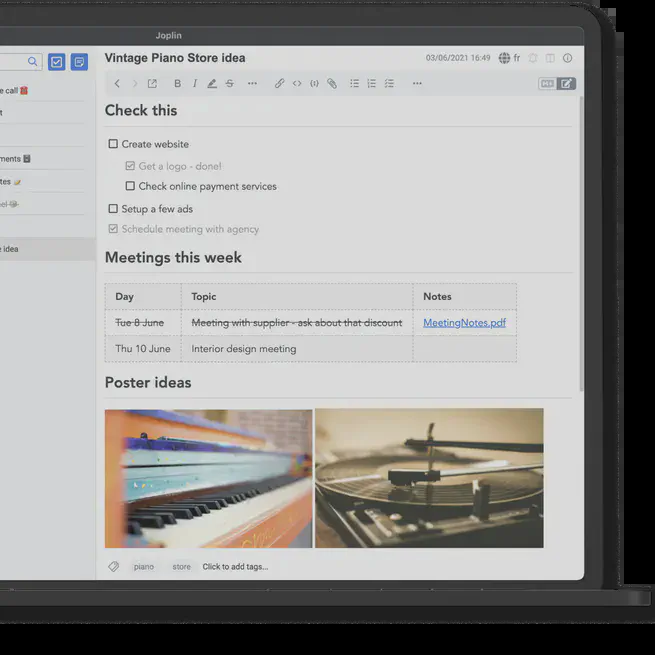 Joplin
Vintage Piano Store idea
03/06/2021 16:49
fr
B I S
e call
t
ments
tes
el
e idea
Check this
Create website
Get a logo - done!
Check online payment services
Setup a few ads
Schedule meeting with agency
Meetings this week
Day Topic Notes
Tue 8 June Meeting with supplier - ask about that discount MeetingNotes.pdf
Thu 10 June Interior design meeting
Poster ideas
piano store Click to add tags...